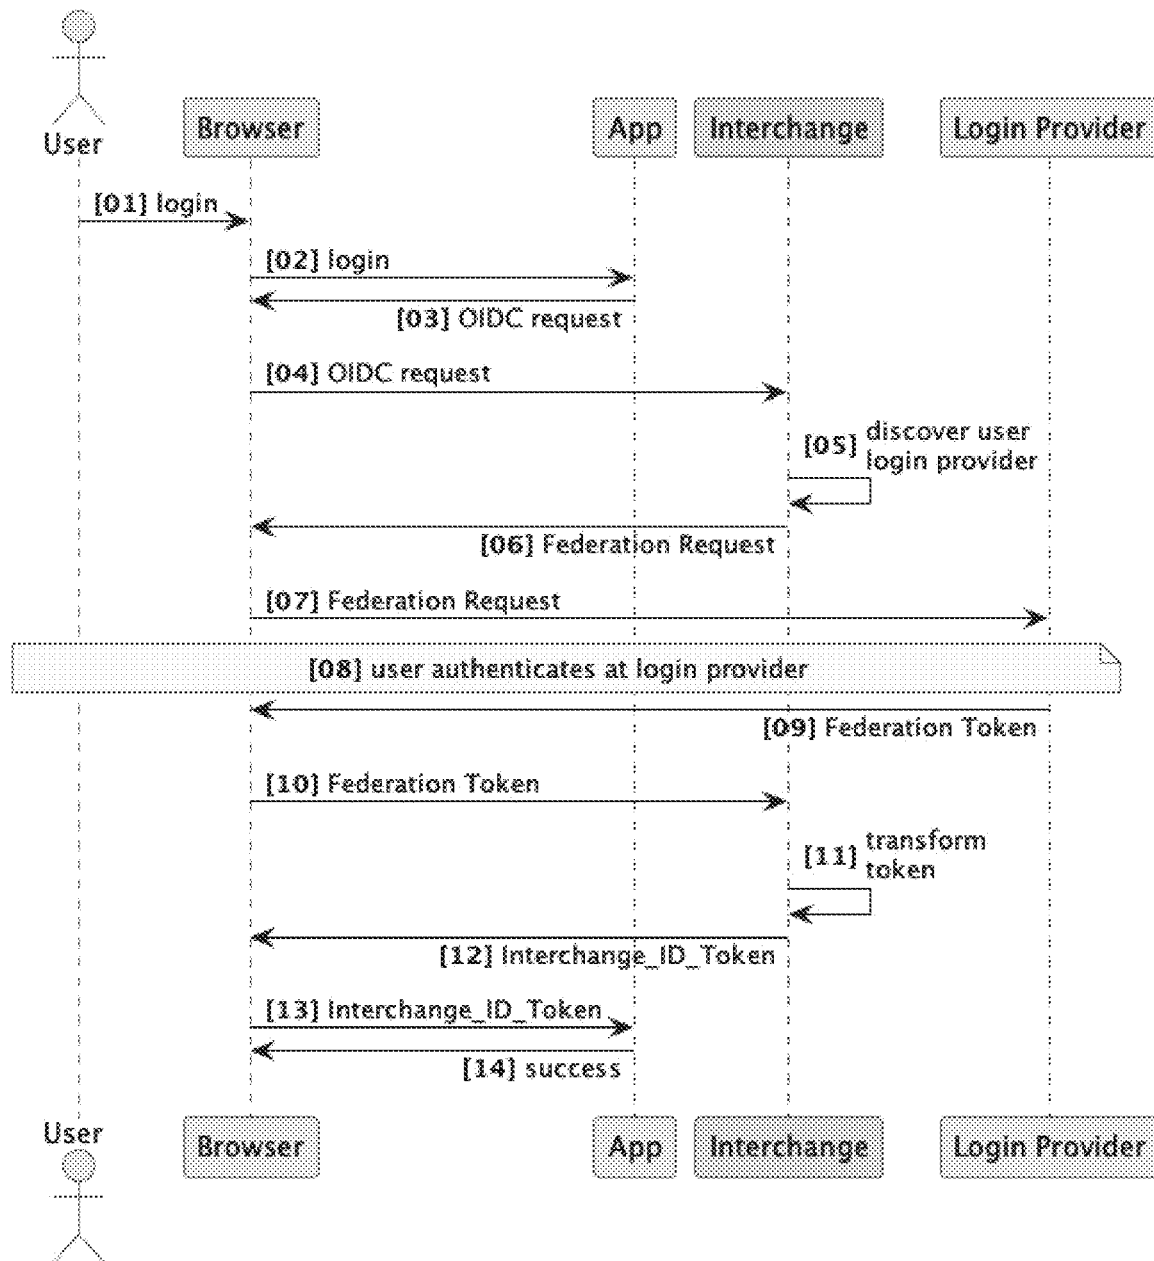 User
Browser
App
Interchange
Login Provider
[01] login
[02] login
[03] OIDC request
[04] OIDC request
[05] discover user
login provider
[06] Federation Request
[07] Federation Request
[08] user authenticates at login provider
[09] Federation Token
[10] Federation Token
[11] transform
token
[12] Interchange_ID_Token
[13] Interchange_ID_Token
[14] success
User
Browser
App
Interchange
Login Provider